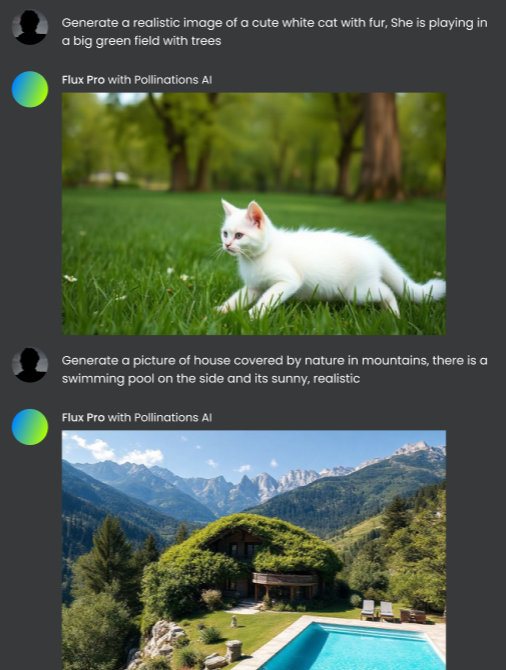 Generate a realistic image of a cute white cat with fur, She is playing in
a big green field with trees
Flux Pro with Pollinations AI
Generate a picture of house covered by nature in mountains, there is a
swimming pool on the side and its sunny, realistic
Flux Pro with Pollinations AI